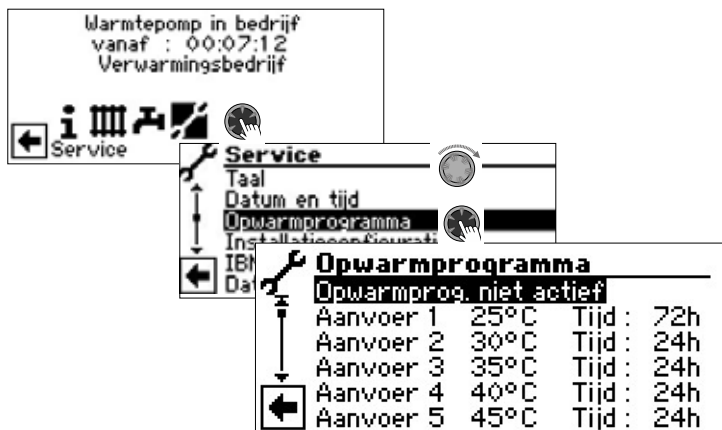 Warmtepomp in bedrijf
vanaf : 00:07:12
Verwarmingsbedrijf
Service
Service
Taal
Datum en tijd
Opwarmprogramma
Opwarmprogramma
Opwarmprog. niet actief
Aanvoer 1 25°C Tijd : 72h
Aanvoer 2 30°C Tijd : 24h
Aanvoer 3 35°C Tijd : 24h
Aanvoer 4 40°C Tijd : 24h
Aanvoer 5 45°C Tijd : 24h